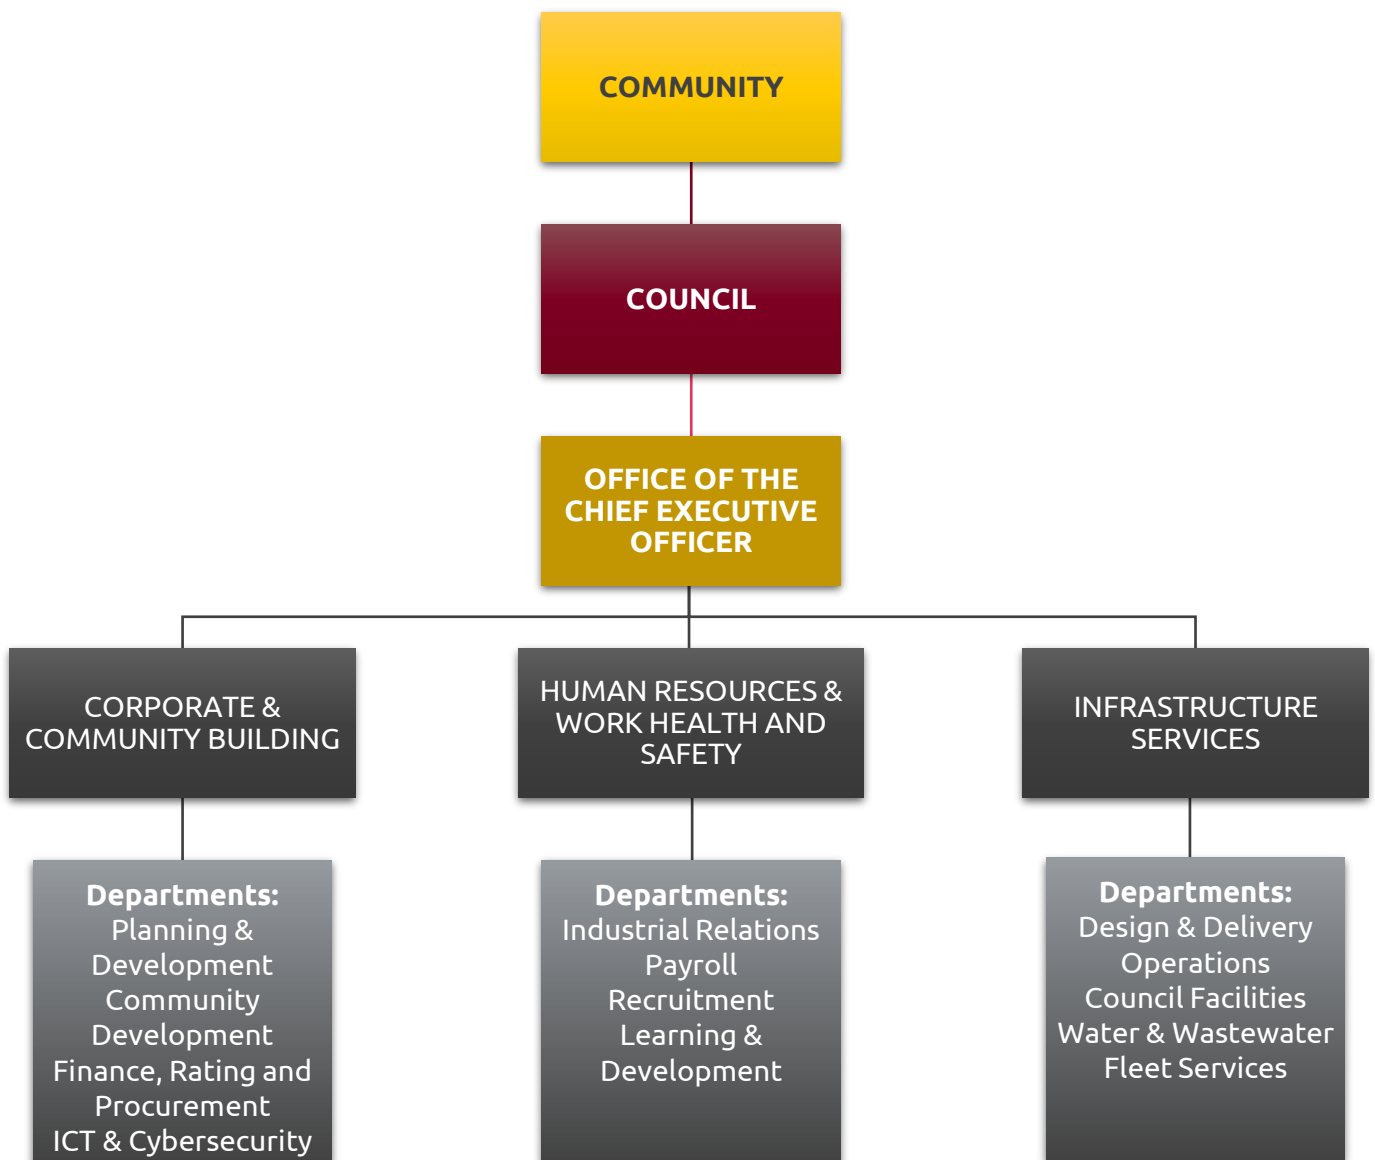 COMMUNITY
COUNCIL
OFFICE OF THE
CHIEF EXECUTIVE
OFFICER
CORPORATE &
COMMUNITY BUILDING
HUMAN RESOURCES &
WORK HEALTH AND
SAFETY
INFRASTRUCTURE
SERVICES
Departments:
Planning &
Development
Community
Development
Finance, Rating and
Procurement
ICT & Cybersecurity
Departments:
Industrial Relations
Payroll
Recruitment
Learning &
Development
Departments:
Design & Delivery
Operations
Council Facilities
Water & Wastewater
Fleet Services